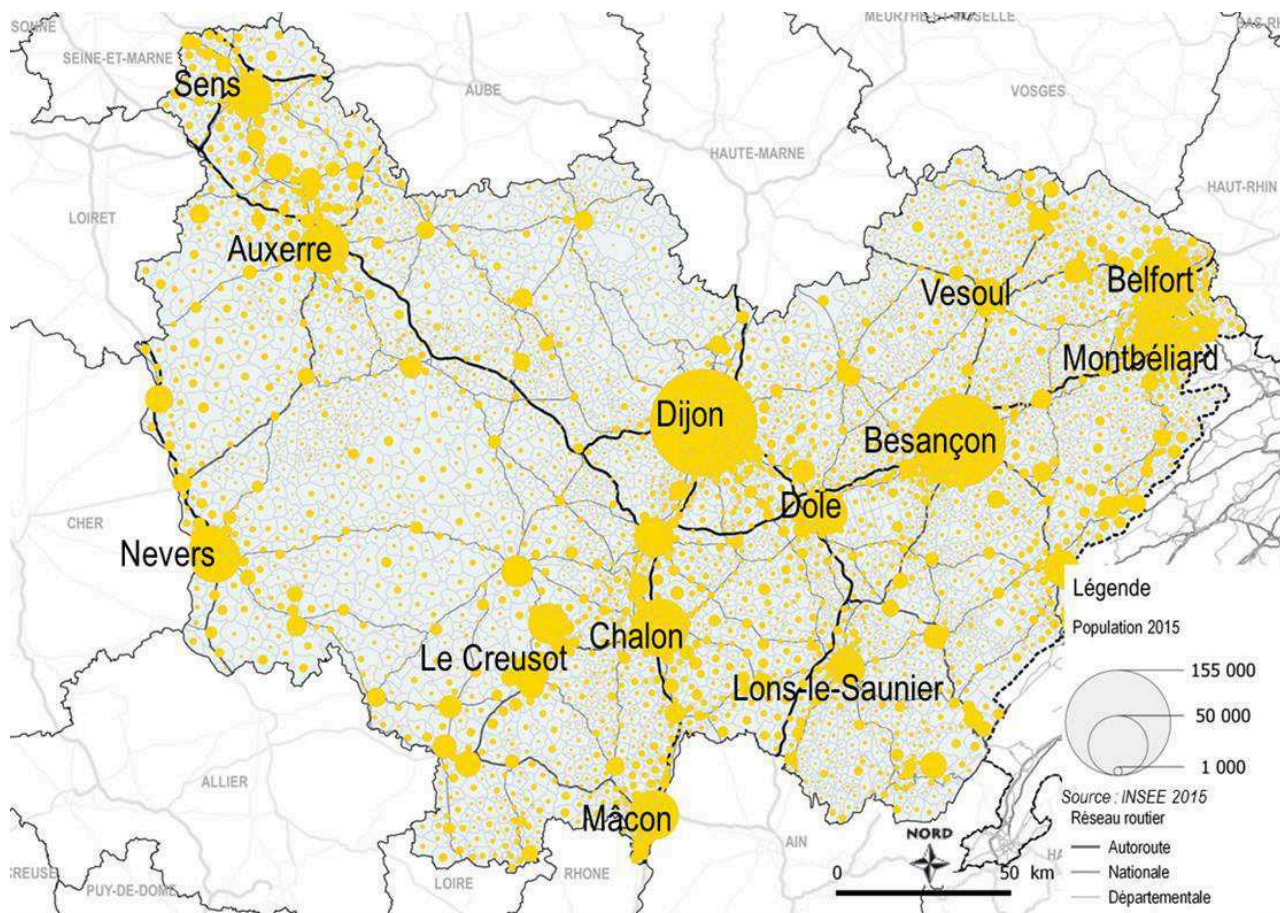 SONNE
MEURTHE-ET-MOSELLE
BAS-RH
SEINE-ET-MARNE
Sens
AUBE
VOSGES
HAUTE-MARNE
HAUT-RHIN
LOIRET
Auxerre
Belfort
Vesoul
Montbéliard
Dijon
Besançon
Dole
CHER
Nevers
Légende
Population 2015
155 000
50 000
1 000
Chalon
Le Creusot
Lons-le-Saunier
ALLIER
Source : INSEE 2015
Réseau routier
Mâcon
AIN
NORD
Autoroute
HA
CREUSE
PUY-DE-DOME
LOIRE
RHONE
0 50 km
Nationale
Départementale